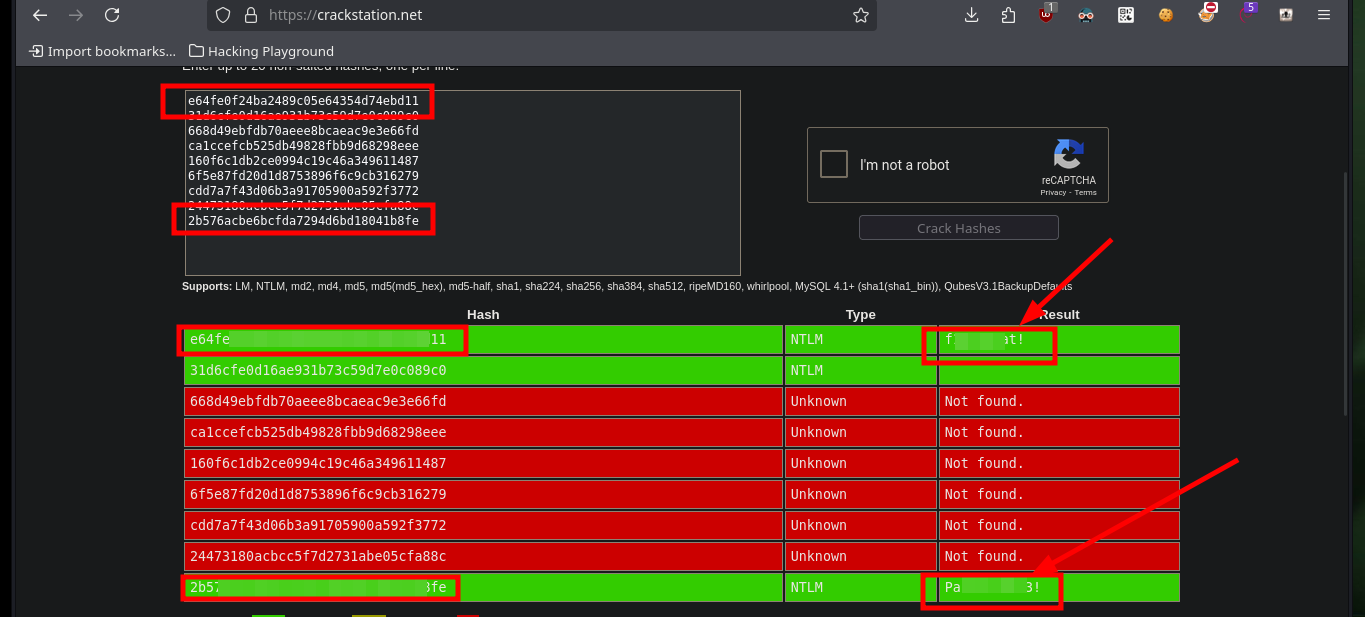 https://crackstation.net
1
5
Import bookmarks...
Hacking Playground
Enter up to 20 non-salted hashes, one per line:
e64fe0f24ba2489c05e64354d74ebd11
31d6cfe0d16ae931b73c59d7e0c089c0
668d49ebfdb70aeee8bcaeac9e3e66fd
ca1ccefcb525db49828fbb9d68298eee
160f6c1db2ce0994c19c46a349611487
6f5e87fd20d1d8753896f6c9cb316279
cdd7a7f43d06b3a91705900a592f3772
24473180acbcc5f7d2731abe05cfa88c
2b576acbe6bcfda7294d6bd18041b8fe
I'm not a robot
reCAPTCHA
Privacy - Terms
Crack Hashes
Supports: LM, NTLM, md2, md4, md5, md5(md5_hex), md5-half, sha1, sha224, sha256, sha384, sha512, ripeMD160, whirlpool, MySQL 4.1+ (sha1(sha1_bin)), QubesV3.1BackupDefaults
Hash Type Result
e64fe 11 NTLM f at!
31d6cfe0d16ae931b73c59d7e0c089c0 NTLM
668d49ebfdb70aeee8bcaeac9e3e66fd Unknown Not found.
ca1ccefcb525db49828fbb9d68298eee Unknown Not found.
160f6c1db2ce0994c19c46a349611487 Unknown Not found.
6f5e87fd20d1d8753896f6c9cb316279 Unknown Not found.
cdd7a7f43d06b3a91705900a592f3772 Unknown Not found.
24473180acbcc5f7d2731abe05cfa88c Unknown Not found.
2b57 8fe NTLM Pa 3!